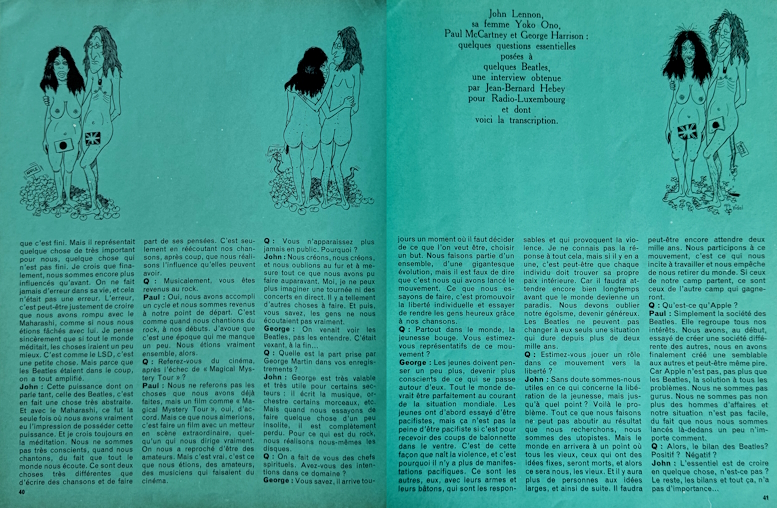 que c'est fini. Mais il représentait
quelque chose de très important
pour nous, quelque chose qui
n'est pas fini. Je crois que fina-
lement, nous sommes encore plus
influencés qu'avant. On ne fait
jamais d'erreur dans sa vie, et cela
n'était pas une erreur. L'erreur,
c'est peut-être justement de croire
que nous avons rompu avec le
Maharashi, comme si nous nous
étions fâchés avec lui. Je pense
sincèrement que si tout le monde
méditait, les choses iraient un peu
mieux. C'est comme le LSD, c'est
une petite chose. Mais parce que
les Beatles étaient dans le coup,
on a tout amplifié.
John : Cette puissance dont on
parle tant, celle des Beatles, c'est
en fait une chose très abstraite.
Et avec le Maharashi, ce fut la
seule fois où nous avons vraiment
eu l'impression de posséder cette
puissance. Et je crois toujours en
la méditation. Nous ne sommes
pas très conscients, quand nous
chantons, du fait que tout le
monde nous écoute. Ce sont deux
choses très différentes que
d'écrire des chansons et de faire
40
part de ses pensées. C'est seu-
lement en réécoutant nos chan-
sons, après coup, que nous réali-
sons l'influence qu'elles peuvent
avoir.
Q : Musicalement, vous êtes
revenus au rock.
Paul : Oui, nous avons accompli
un cycle et nous sommes revenus
à notre point de départ. C'est
comme quand nous chantions du
rock, à nos débuts. J'avoue que
c'est une époque qui me manque
un peu. Nous étions vraiment
ensemble, alors.
Q : Referez-vous du cinéma,
après l'échec de « Magical Mys-
tery Tour » ?
Paul : Nous ne referons pas les
choses que nous avons déjà
faites, mais un film comme « Ma-
gical Mystery Tour », oui, d'ac-
cord. Mais ce que nous aimerions,
c'est faire un film avec un metteur
en scène extraordinaire, quel-
qu'un qui nous dirige vraiment.
On nous a reproché d'être des
amateurs. Mais c'est vrai, c'est ce
que nous étions, des amateurs,
des musiciens qui faisaient du
cinéma.
Q : Vous n'apparaissez plus
jamais en public. Pourquoi ?
John : Nous créons, nous créons,
et nous oublions au fur et à me-
sure tout ce que nous avons pu
faire auparavant. Moi, je ne peux
plus imaginer une tournée ni des
concerts en direct. Il y a tellement
d'autres choses à faire. Et puis,
vous savez, les gens ne nous
écoutaient pas vraiment.
George : On venait voir les
Beatles, pas les entendre. C'était
vexant, à la fin...
Q : Quelle est la part prise par
George Martin dans vos enregis-
trements ?
John : George est très valable
et très utile pour certains sec-
teurs : il écrit la musique, or-
chestre certains morceaux, etc.
Mais quand nous essayons de
faire quelque chose d'un peu
insolite, il est complètement
perdu. Pour ce qui est du rock,
nous réalisons nous-mêmes les
disques.
Q : On a fait de vous des chefs
spirituels. Avez-vous des inten-
tions dans ce domaine ?
George : Vous savez, il arrive tou-
John Lennon,
sa femme Yoko Ono,
Paul McCartney et George Harrison :
quelques questions essentielles
posées à
quelques Beatles,
une interview obtenue
par Jean-Bernard Hebey
pour Radio-Luxembourg
et dont
voici la transcription.
jours un moment où il faut décider
de ce que l'on veut être, choisir
un but. Nous faisons partie d'un
ensemble, d'une gigantesque
évolution, mais il est faux de dire
que c'est nous qui avons lancé le
mouvement. Ce que nous es-
sayons de faire, c'est promouvoir
la liberté individuelle et essayer
de rendre les gens heureux grâce
à nos chansons.
Q : Partout dans le monde, la
jeunesse bouge. Vous estimez-
vous représentatifs de ce mou-
vement ?
George : Les jeunes doivent pen-
ser un peu plus, devenir plus
conscients de ce qui se passe
autour d'eux. Tout le monde de-
vrait être parfaitement au courant
de la situation mondiale. Les
jeunes ont d'abord essayé d'être
pacifistes, mais ça n'est pas la
peine d'être pacifiste si c'est pour
recevoir des coups de baïonnette
dans le ventre. C'est de cette
façon que naît la violence, et c'est
pourquoi il n'y a plus de manifes-
tations pacifiques. Ce sont les
autres, eux, avec leurs armes et
leurs bâtons, qui sont les respon-
sables et qui provoquent la vio-
lence. Je ne connais pas la ré-
ponse à tout cela, mais si il y en a
une, c'est peut-être que chaque
individu doit trouver sa propre
paix intérieure. Car il faudra at-
tendre encore bien longtemps
avant que le monde devienne un
paradis. Nous devons oublier
notre égoïsme, devenir généreux.
Les Beatles ne peuvent pas
changer à eux seuls une situation
qui dure depuis plus de deux
mille ans.
Q : Estimez-vous jouer un rôle
dans ce mouvement vers la
liberté ?
John : Sans doute sommes-nous
utiles en ce qui concerne la libé-
ration de la jeunesse, mais jus-
qu'à quel point ? Voilà le pro-
blème. Tout ce que nous faisons
ne peut pas aboutir au résultat
que nous recherchons, nous
sommes des utopistes. Mais le
monde en arrivera à un point où
tous les vieux, ceux qui ont des
idées fixes, seront morts, et alors
ce sera nous, les vieux. Et il y aura
plus de personnes aux idées
larges, et ainsi de suite. Il faudra
peut-être encore attendre deux
mille ans. Nous participons à ce
mouvement, c'est ce qui nous
incite à travailler et nous empêche
de nous retirer du monde. Si ceux
de notre camp partent, ce sont
ceux de l'autre camp qui gagne-
ront.
Q : Qu'est-ce qu'Apple ?
Paul : Simplement la société des
Beatles. Elle regroupe tous nos
intérêts. Nous avons, au début,
essayé de créer une société diffé-
rente des autres, nous en avons
finalement créé une semblable
aux autres et peut-être même pire.
Car Apple n'est pas, pas plus que
les Beatles, la solution à tous les
problèmes. Nous ne sommes pas
gurus. Nous ne sommes pas non
plus des hommes d'affaires et
notre situation n'est pas facile,
du fait que nous nous sommes
lancés là-dedans un peu n'im-
porte comment.
Q : Alors, le bilan des Beatles?
Positif ? Négatif ?
John : L'essentiel est de croire
en quelque chose, n'est-ce pas ?
Le reste, les bilans et tout ça, n'a
pas d'importance...
41